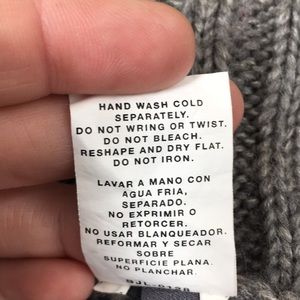 HAND WASH COLD
SEPARATELY.
DO NOT WRING OR TWIST.
DO NOT BLEACH.
RESHAPE AND DRY FLAT.
DO NOT IRON.
LAVAR A MANO CON
AGUA FRIA,
SEPARADO.
NO EXPRIMIR O
RETORCER.
NO USAR BLANQUEADOR.
REFORMAR Y SECAR
SOBRE
SUPERFICIE PLANA.
NO PLANCHAR.